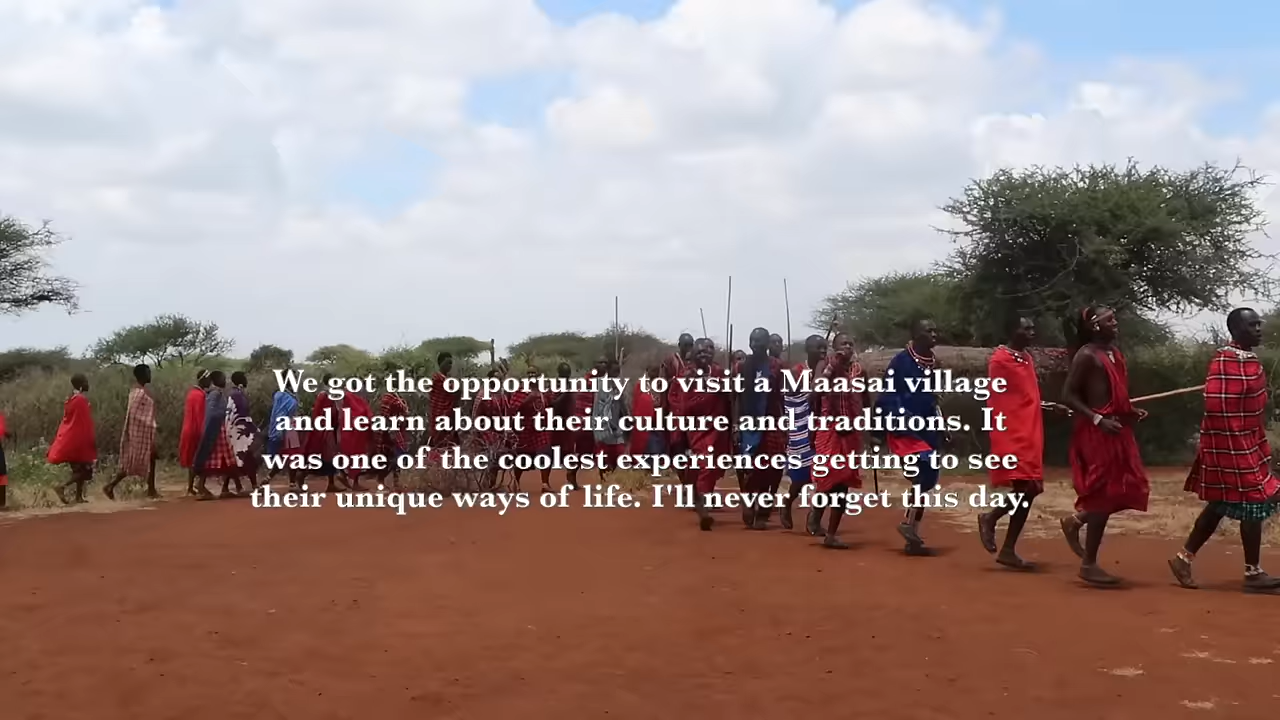 We got the opportunity to visit a Maasai village
and learn about their culture and traditions. It
was one of the coolest experiences getting to see
their unique ways of life. I'll never forget this day.